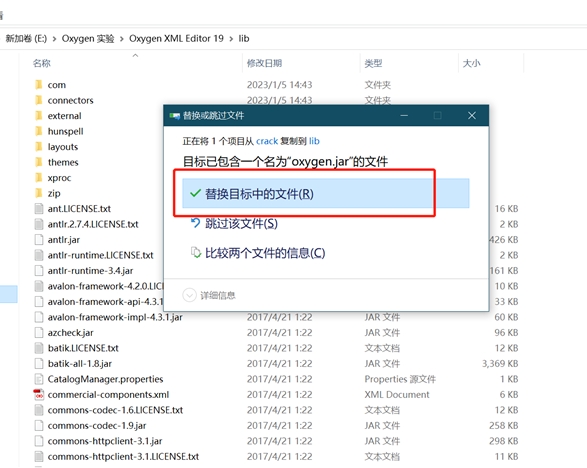 新加卷 (E:) > Oxygen 实验 > Oxygen XML Editor 19 > lib
名称 修改日期 类型 大小
com 2023/1/5 14:43 文件夹
connectors 2023/1/5 14:43 文件夹
external
hunspell
layouts
themes
xproc
zip
替换或跳过文件
正在将 1 个项目从 crack 复制到 lib
目标已包含一个名为"oxygen.jar"的文件
替换目标中的文件(R)
跳过该文件(S)
比较两个文件的信息(C)
详细信息
ant.LICENSE.txt 16 KB
antlr.2.7.4.LICENSE.txt 2 KB
antlr.jar 426 KB
antlr-runtime.LICENSE.txt 2 KB
antlr-runtime-3.4.jar 161 KB
avalon-framework-4.2.0.LICE 10 KB
avalon-framework-api-4.3.1 33 KB
avalon-framework-impl-4.3.1.jar 2017/4/21 1:22 JAR 文件 60 KB
azcheck.jar 2017/4/21 1:22 JAR 文件 96 KB
batik.LICENSE.txt 2017/4/21 1:22 文本文档 12 KB
batik-all-1.8.jar 2017/4/21 1:22 JAR 文件 3,369 KB
CatalogManager.properties 2017/4/21 1:22 Properties 源文件 1 KB
commercial-components.xml 2017/4/21 1:22 XML Document 6 KB
commons-codec-1.6.LICENSE.txt 2017/4/21 1:22 文本文档 12 KB
commons-codec-1.9.jar 2017/4/21 1:22 JAR 文件 258 KB
commons-httpclient-3.1.jar 2017/4/21 1:22 JAR 文件 298 KB
commons-httpclient-3.1.LICENSE.txt 2017/4/21 1:22 文本文档 11 KB